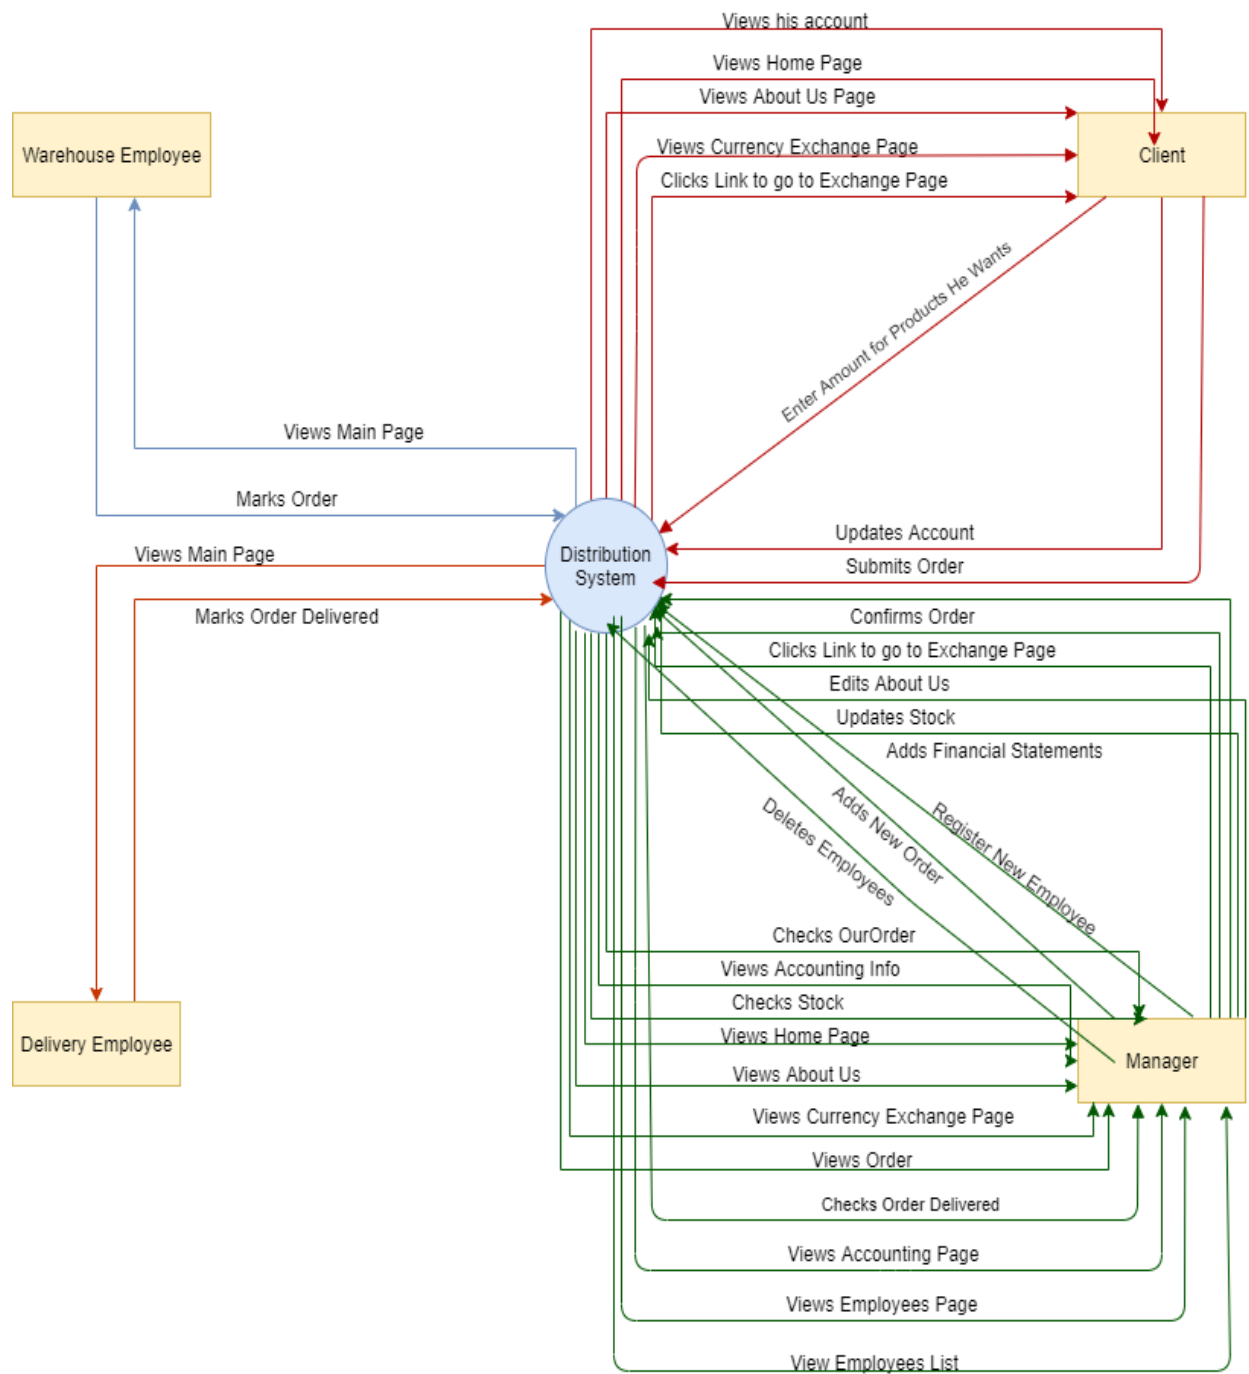 Views his account
Views Home Page
Views About Us Page
Warehouse Employee
Views Currency Exchange Page
Client
Clicks Link to go to Exchange Page
Enter Amount for Products He Wants
Views Main Page
Marks Order
Updates Account
Views Main Page
Distribution
System
Submits Order
Marks Order Delivered
Confirms Order
Clicks Link to go to Exchange Page
Edits About Us
Updates Stock
Adds Financial Statements
Deletes Employees
Adds New Order
Register New Employee
Checks OurOrder
Views Accounting Info
Checks Stock
Views Home Page
Delivery Employee
Manager
Views About Us
Views Currency Exchange Page
Views Order
Checks Order Delivered
Views Accounting Page
Views Employees Page
View Employees List